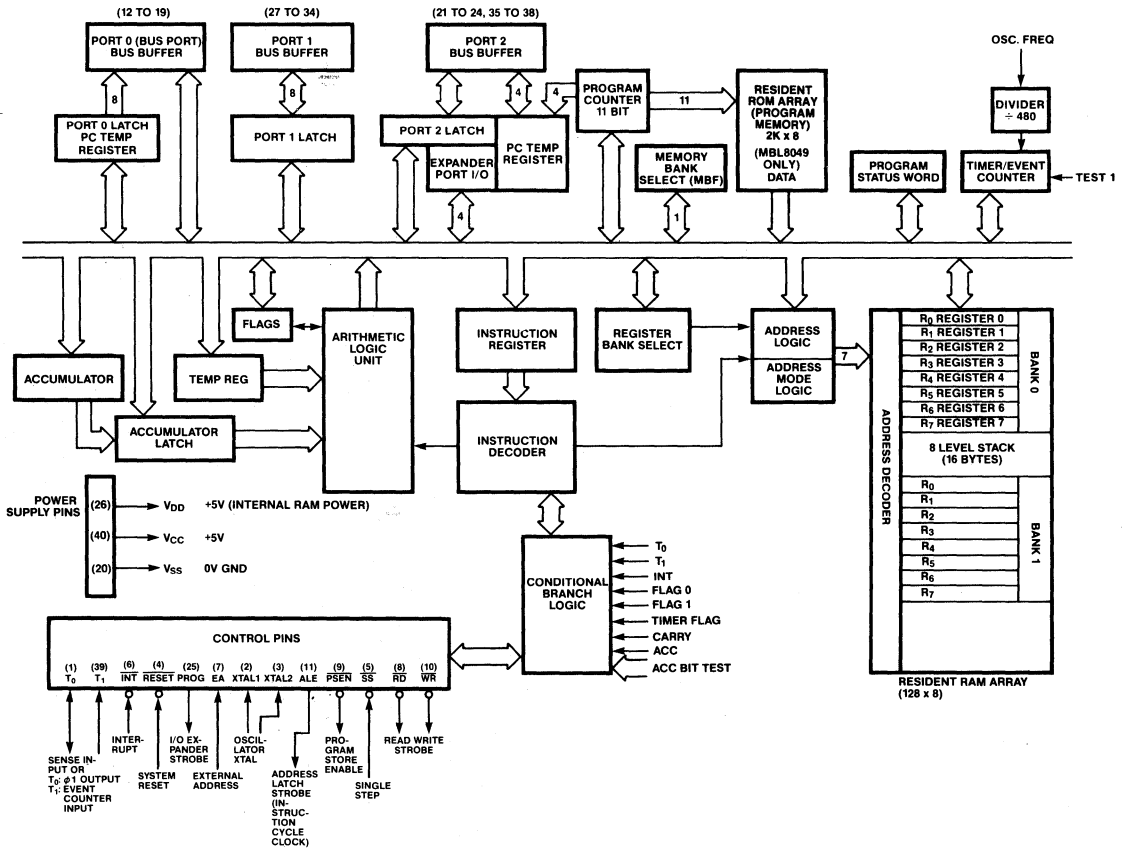 (12 TO 19)
PORT 0 (BUS PORT)
BUS BUFFER
(27 TO 34)
PORT 1
BUS BUFFER
(21 TO 24, 35 TO 38)
PORT 2
BUS BUFFER
OSC. FREQ
8
8
4
4
PROGRAM
COUNTER
11 BIT
11
RESIDENT
ROM ARRAY
(PROGRAM
MEMORY)
2K x 8
(MBL8049
ONLY)
DATA
DIVIDER
÷ 480
PORT 0 LATCH
PC TEMP
REGISTER
PORT 1 LATCH
PORT 2 LATCH
EXPANDER
PORT I/O
PC TEMP
REGISTER
MEMORY
BANK
SELECT (MBF)
PROGRAM
STATUS WORD
TIMER/EVENT
COUNTER
TEST 1
4
1
FLAGS
ARITHMETIC
LOGIC
UNIT
INSTRUCTION
REGISTER
REGISTER
BANK SELECT
ADDRESS
LOGIC
ADDRESS
MODE
LOGIC
7
ACCUMULATOR
TEMP REG
ACCUMULATOR
LATCH
INSTRUCTION
DECODER
ADDRESS DECODER
R0 REGISTER 0
R1 REGISTER 1
R2 REGISTER 2
R3 REGISTER 3
R4 REGISTER 4
R5 REGISTER 5
R6 REGISTER 6
R7 REGISTER 7
BANK 0
8 LEVEL STACK
(16 BYTES)
R0
R1
R2
R3
R4
R5
R6
R7
BANK 1
RESIDENT RAM ARRAY
(128 x 8)
POWER
SUPPLY PINS
(26) VDD +5V (INTERNAL RAM POWER)
(40) VCC +5V
(20) VSS 0V GND
CONDITIONAL
BRANCH
LOGIC
T0
T1
INT
FLAG 0
FLAG 1
TIMER FLAG
CARRY
ACC
ACC BIT TEST
CONTROL PINS
(1) (39) (6) (4) (25) (7) (2) (3) (11) (9) (5) (8) (10)
T0 T1 INT RESET PROG EA XTAL1 XTAL2 ALE PSEN SS RD WR
SENSE IN-
PUT OR
T0: ϕ1 OUTPUT
T1: EVENT
COUNTER
INPUT
INTER-
RUPT
SYSTEM
RESET
I/O EX-
PANDER
STROBE
EXTERNAL
ADDRESS
OSCIL-
LATOR
XTAL
ADDRESS
LATCH
STROBE
(IN-
STRUC-
TION
CYCLE
CLOCK)
PRO-
GRAM
STORE
ENABLE
SINGLE
STEP
READ WRITE
STROBE